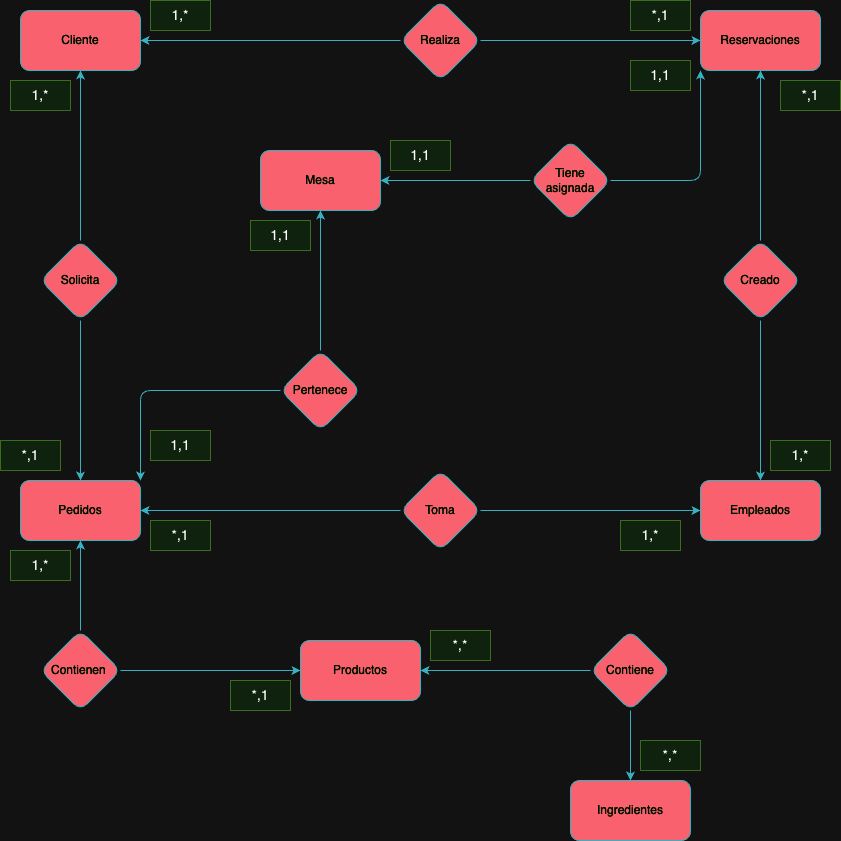 1,*
*,1
Cliente
Realiza
Reservaciones
1,*
1,1
*,1
1,1
Mesa
Tiene
asignada
1,1
Solicita
Creado
Pertenece
*,1
1,1
1,*
Pedidos
Toma
Empleados
*,1
1,*
1,*
*,*
Contienen
Productos
Contiene
*,1
*,*
Ingredientes